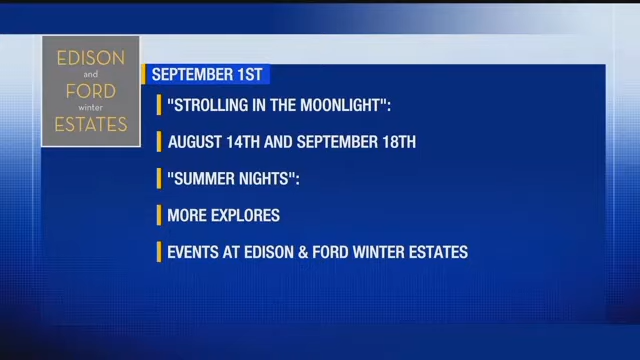 EDISON
and
FORD
winter
ESTATES
SEPTEMBER 1ST
"STROLLING IN THE MOONLIGHT":
AUGUST 14TH AND SEPTEMBER 18TH
"SUMMER NIGHTS":
MORE EXPLORES
EVENTS AT EDISON & FORD WINTER ESTATES